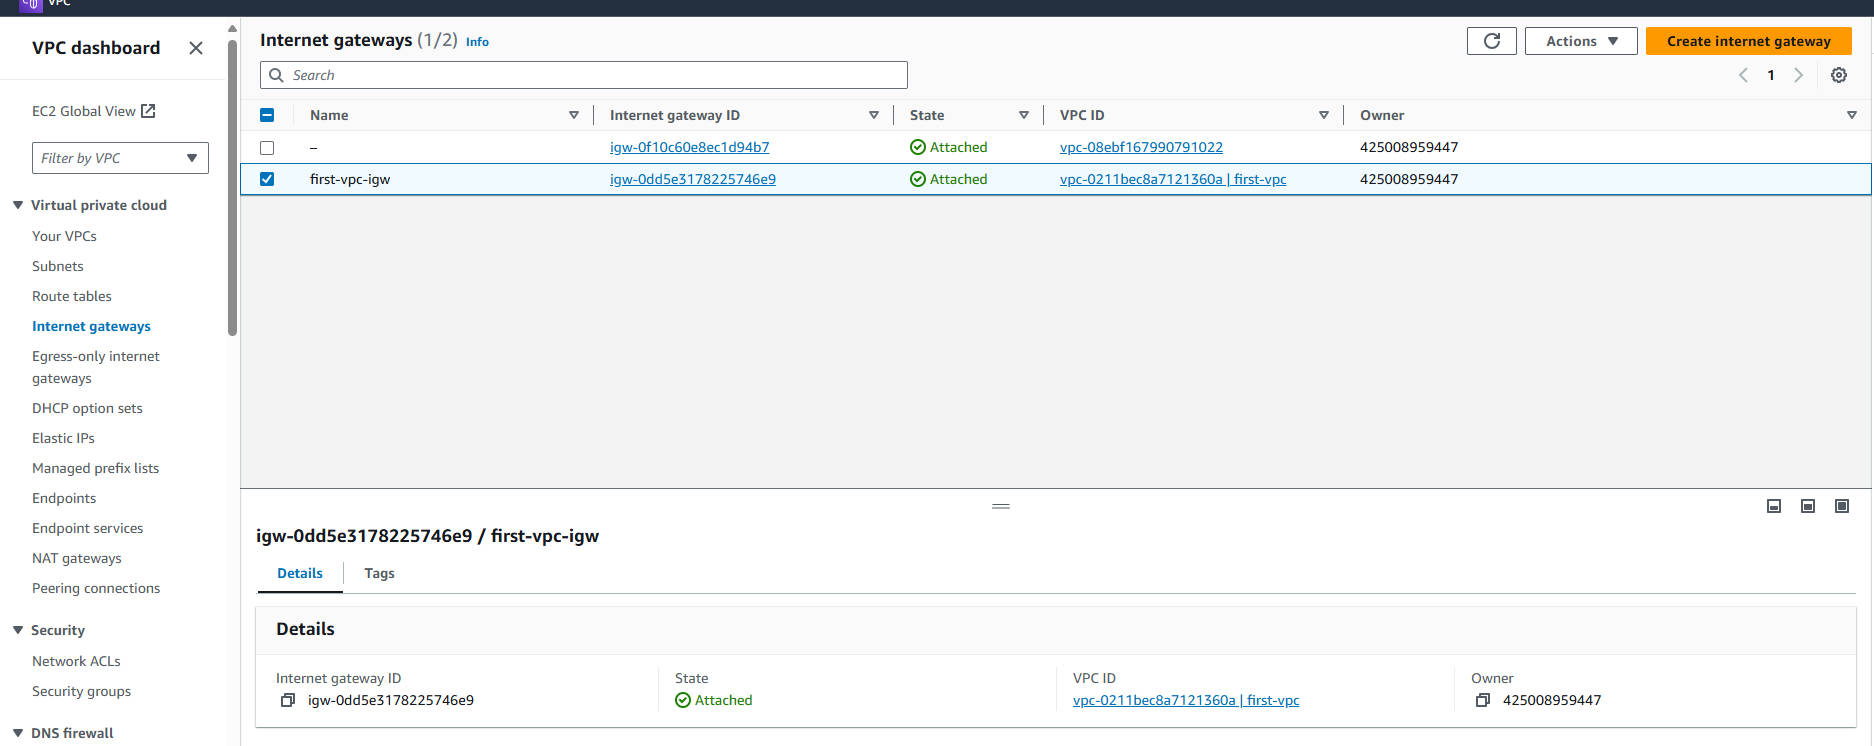 VPC
VPC dashboard
EC2 Global View
Filter by VPC
Virtual private cloud
Your VPCs
Subnets
Route tables
Internet gateways
Egress-only internet
gateways
DHCP option sets
Elastic IPs
Managed prefix lists
Endpoints
Endpoint services
NAT gateways
Peering connections
Security
Network ACLs
Security groups
DNS firewall
Internet gateways (1/2) Info
Actions
Create internet gateway
Search
1
Name Internet gateway ID State VPC ID Owner
– igw-0f10c60e8ec1d94b7 Attached vpc-08ebf167990791022 425008959447
first-vpc-igw igw-0dd5e3178225746e9 Attached vpc-0211bec8a7121360a | first-vpc 425008959447
igw-0dd5e3178225746e9 / first-vpc-igw
Details Tags
Details
Internet gateway ID State VPC ID Owner
igw-0dd5e3178225746e9 Attached vpc-0211bec8a7121360a | first-vpc 425008959447